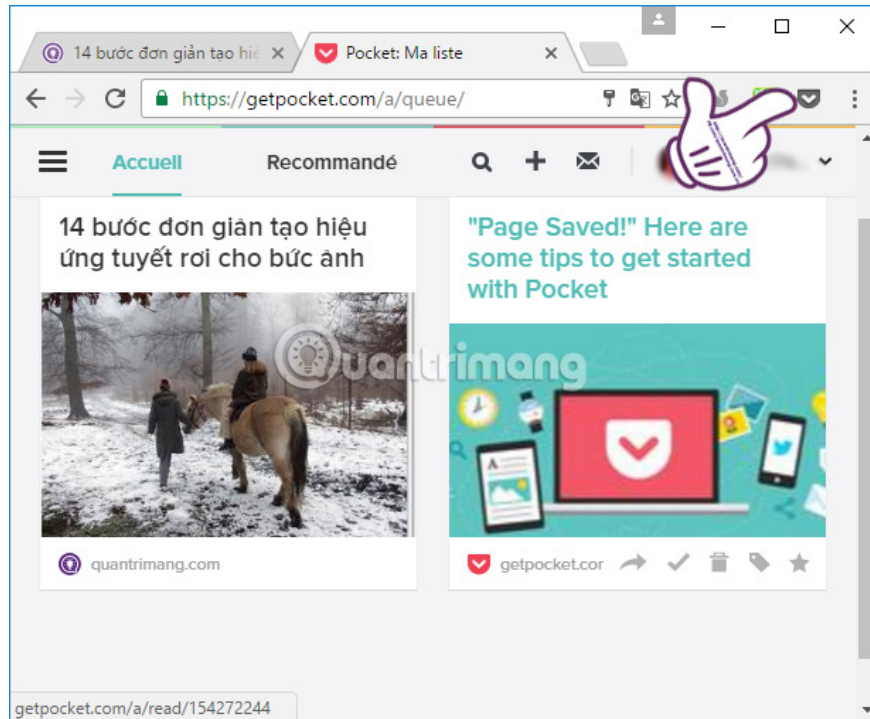 14 bước đơn giản tạo hiệ
Pocket: Ma liste
https://getpocket.com/a/queue/
Accueil
Recommandé
14 bước đơn giản tạo hiệu
ứng tuyết rơi cho bức ảnh
"Page Saved!" Here are
some tips to get started
with Pocket
Quantrimang
A
quantrimang.com
getpocket.cor
getpocket.com/a/read/154272244